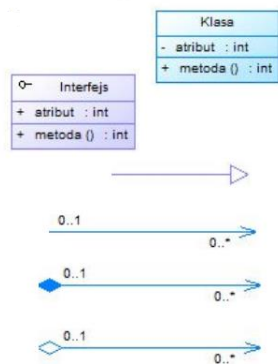 Klasa
- atribut : int
+ metoda () : int
Interfejs
+ atribut : int
+ metoda () : int
0..1
0..*
0..1
0..*
0..1
0..*